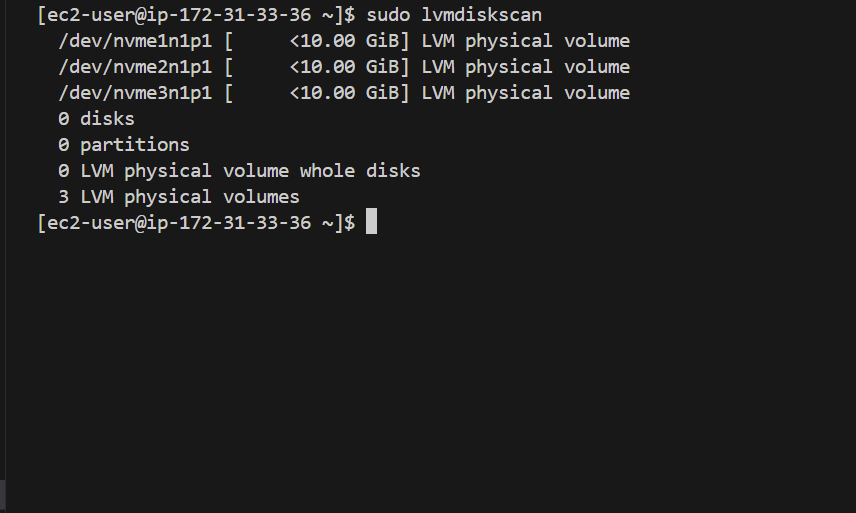 [ec2-user@ip-172-31-33-36 ~]$ sudo lvmdiskscan
  /dev/nvme1n1p1 [     <10.00 GiB] LVM physical volume
  /dev/nvme2n1p1 [     <10.00 GiB] LVM physical volume
  /dev/nvme3n1p1 [     <10.00 GiB] LVM physical volume
  0 disks
  0 partitions
  0 LVM physical volume whole disks
  3 LVM physical volumes
[ec2-user@ip-172-31-33-36 ~]$